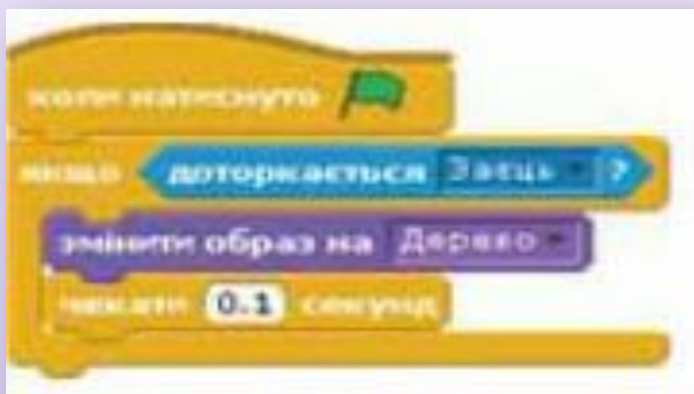 коли натиснуто
якщо доторкається Заєць ?
змінити образ на Дерево
чекати 0.1 секунд